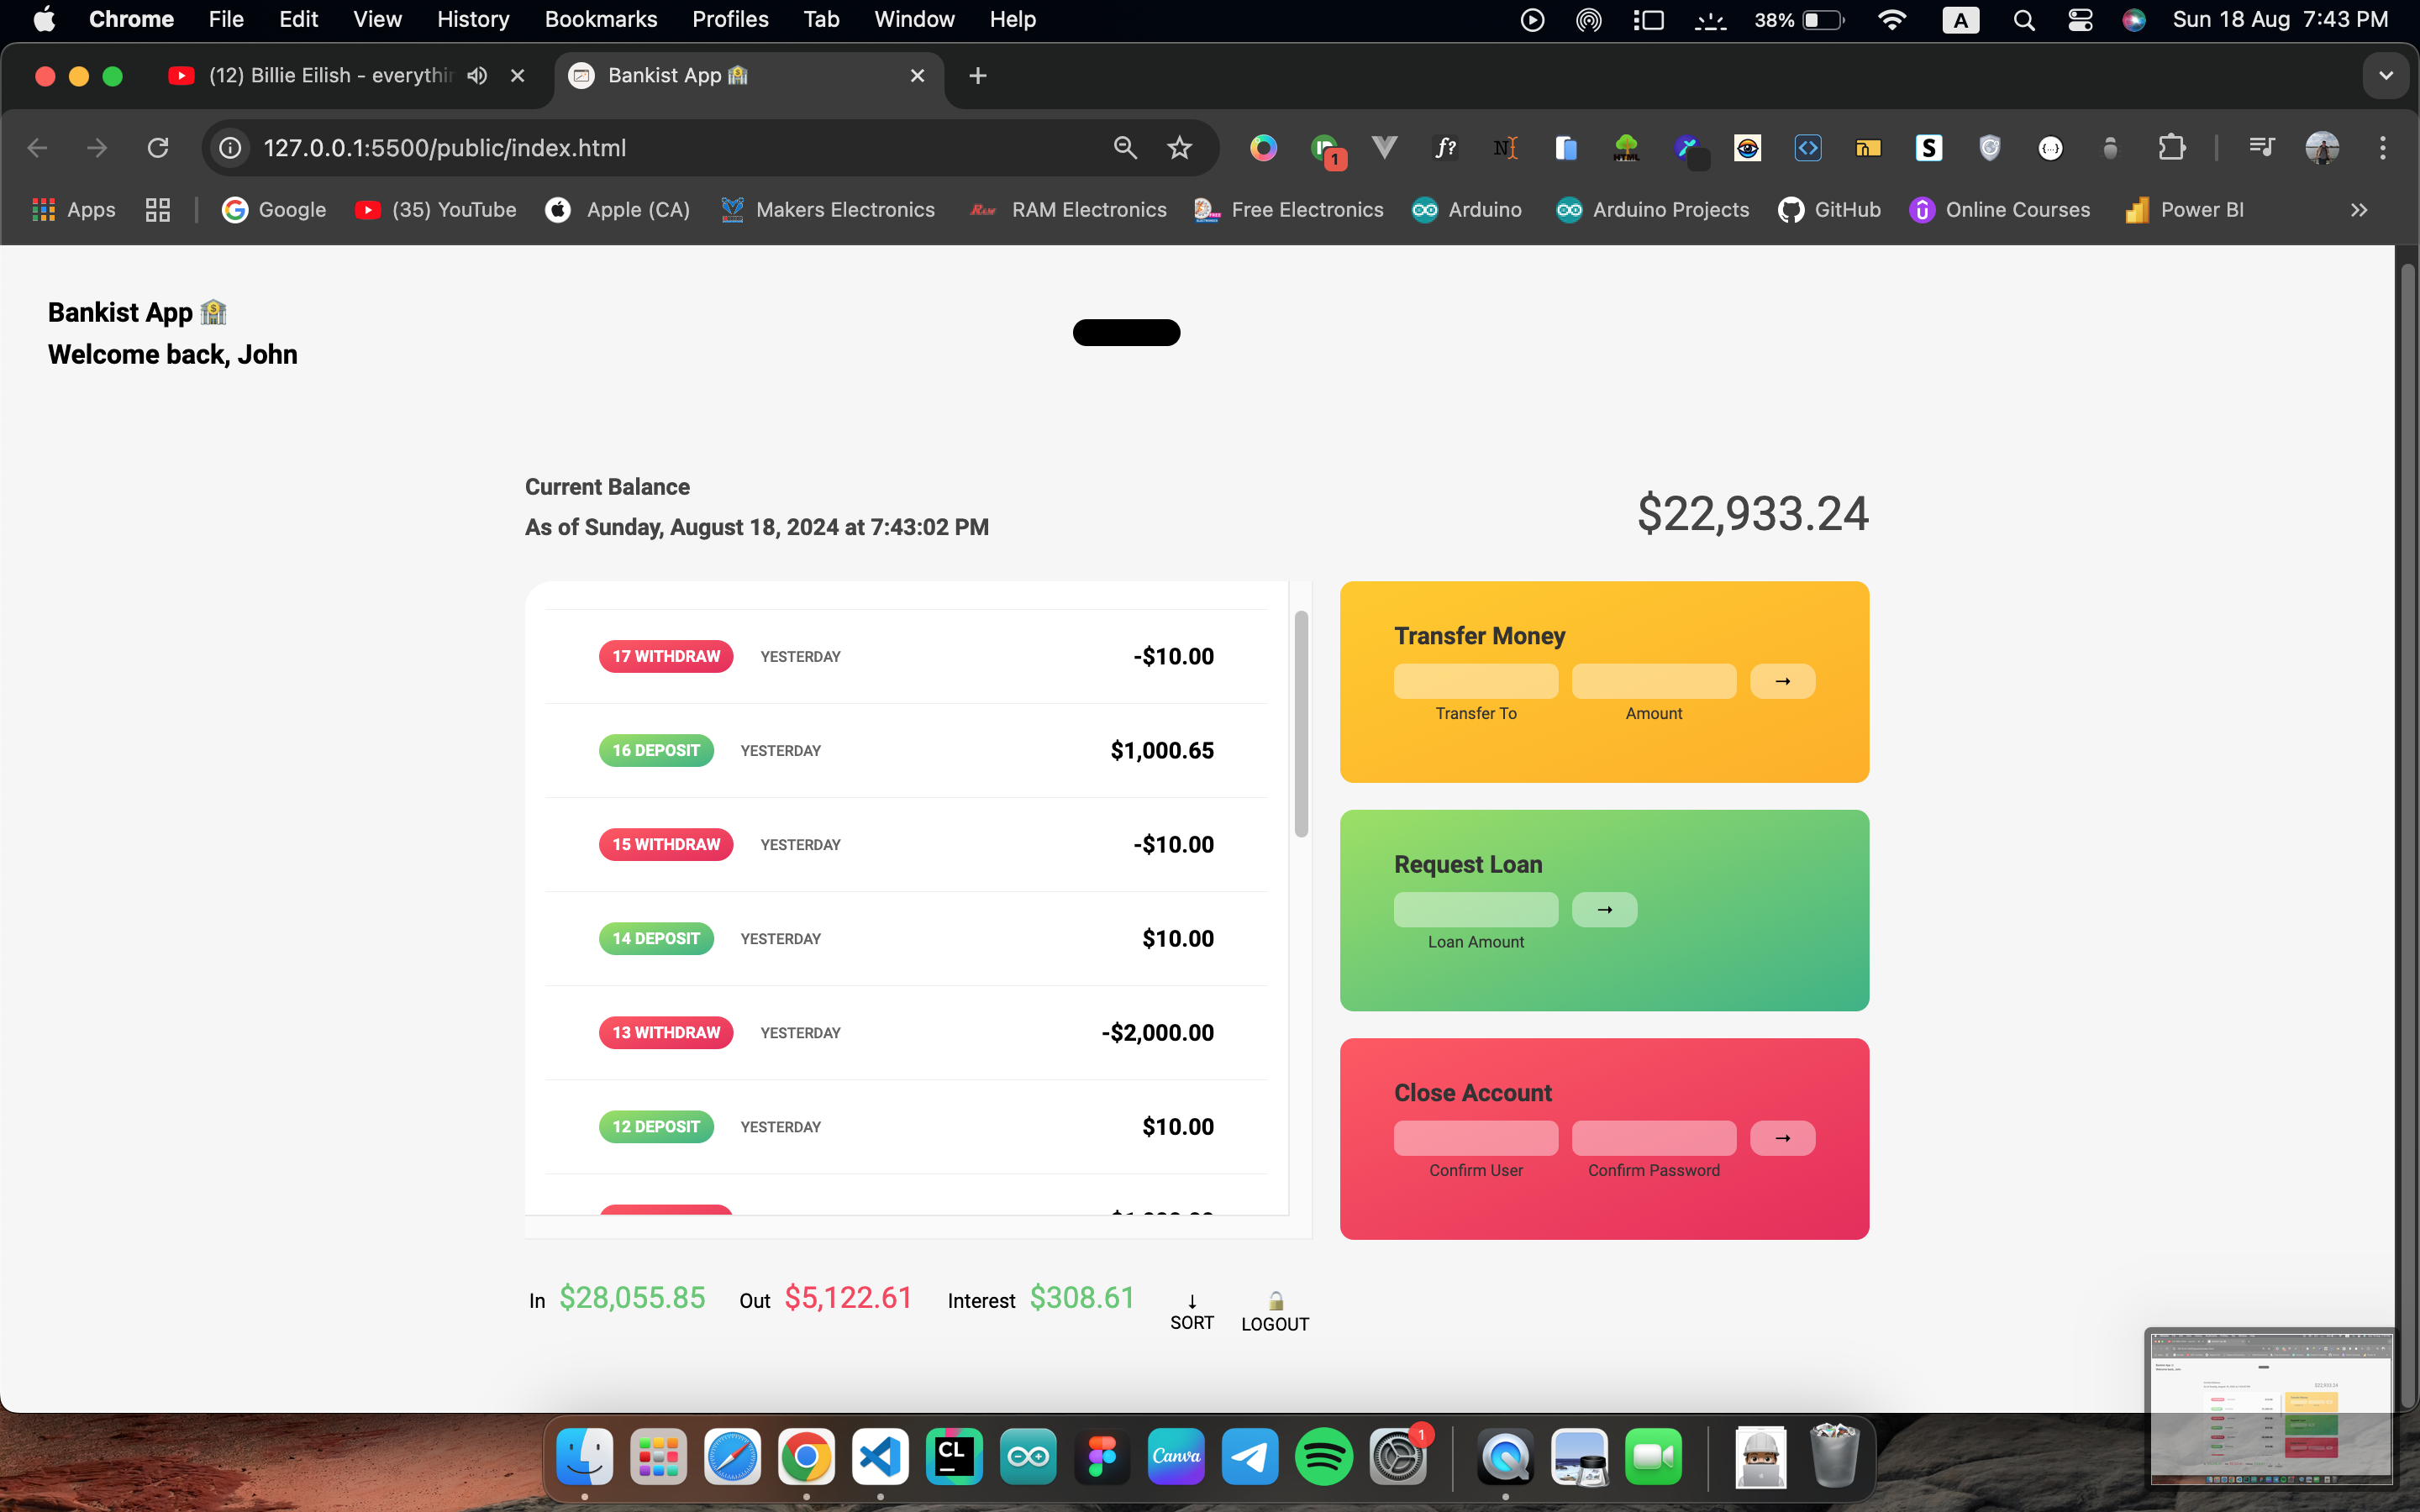 Chrome File Edit View History Bookmarks Profiles Tab Window Help 38% A Sun 18 Aug 7:43 PM
(12) Billie Eilish - everythin Bankist App
127.0.0.1:5500/public/index.html 1
Apps Google (35) YouTube Apple (CA) Makers Electronics RAM Electronics Free Electronics Arduino Arduino Projects GitHub Online Courses Power BI
Bankist App
Welcome back, John
Current Balance
As of Sunday, August 18, 2024 at 7:43:02 PM
$22,933.24
17 WITHDRAW YESTERDAY -$10.00
16 DEPOSIT YESTERDAY $1,000.65
15 WITHDRAW YESTERDAY -$10.00
14 DEPOSIT YESTERDAY $10.00
13 WITHDRAW YESTERDAY -$2,000.00
12 DEPOSIT YESTERDAY $10.00
Transfer Money
→
Transfer To Amount
Request Loan
→
Loan Amount
Close Account
→
Confirm User Confirm Password
In $28,055.85 Out $5,122.61 Interest $308.61 ↓ SORT LOGOUT
CL Canva 1